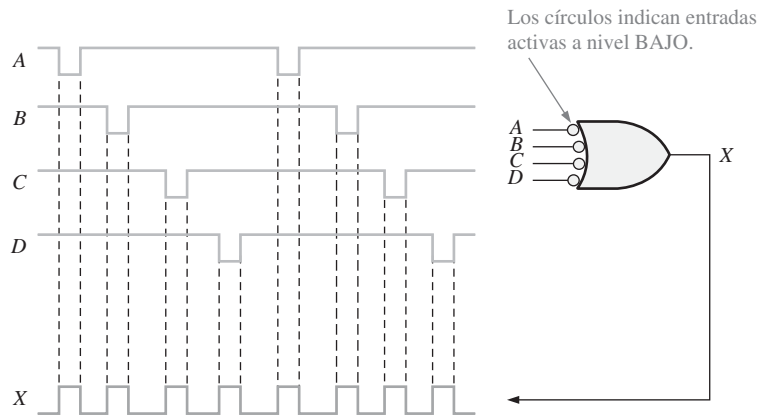 Los círculos indican entradas
activas a nivel BAJO.
A
B
C
D
X
A
B
C
D
X